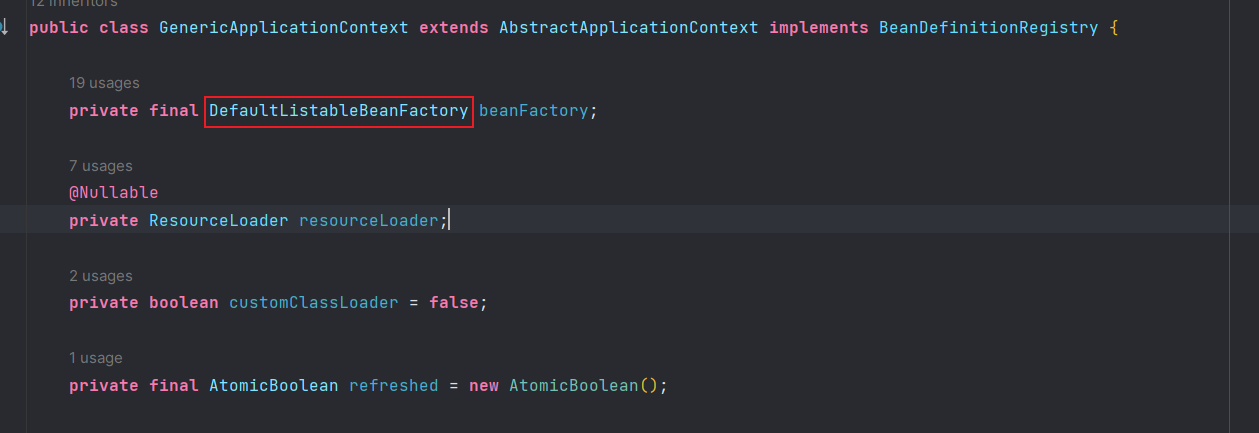 12 inheritors
public class GenericApplicationContext extends AbstractApplicationContext implements BeanDefinitionRegistry {
19 usages
private final DefaultListableBeanFactory beanFactory;
7 usages
@Nullable
private ResourceLoader resourceLoader;
2 usages
private boolean customClassLoader = false;
1 usage
private final AtomicBoolean refreshed = new AtomicBoolean();